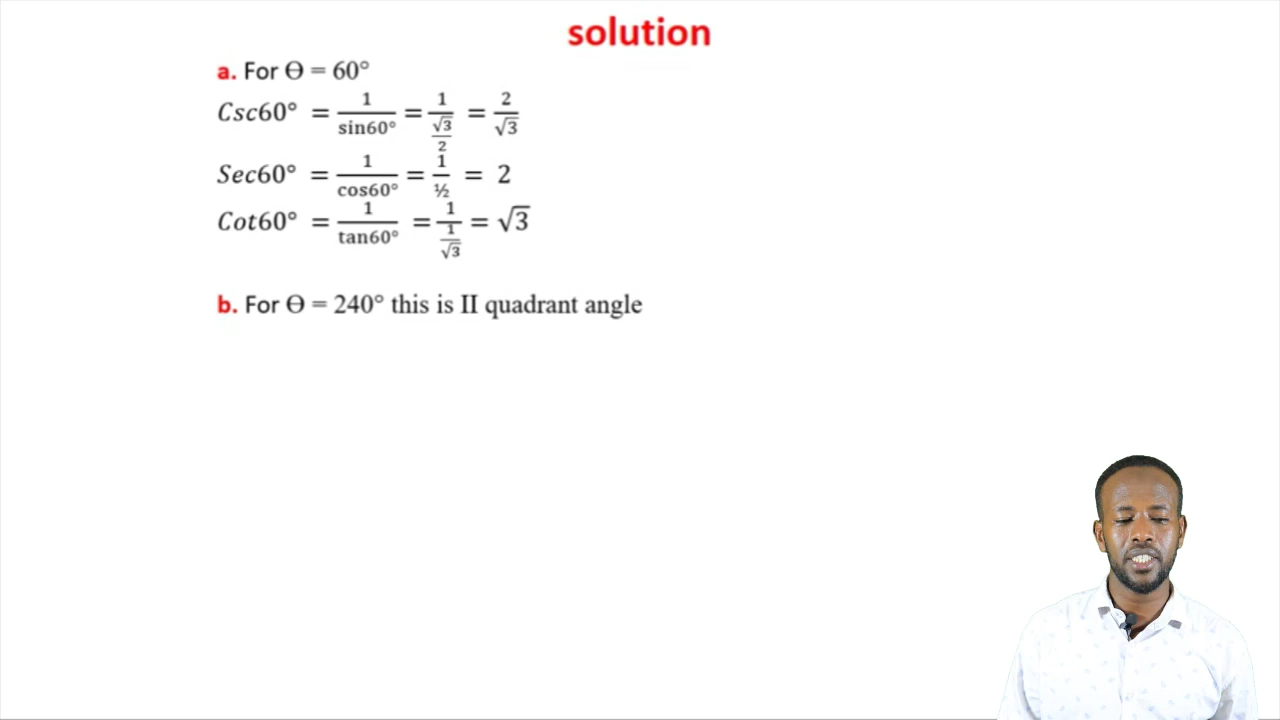 solution
a. For Ɵ = 60°
Csc60° = 1/sin60° = 1/(√3/2) = 2/√3
Sec60° = 1/cos60° = 1/½ = 2
Cot60° = 1/tan60° = 1/(1/√3) = √3
b. For Ɵ = 240° this is II quadrant angle